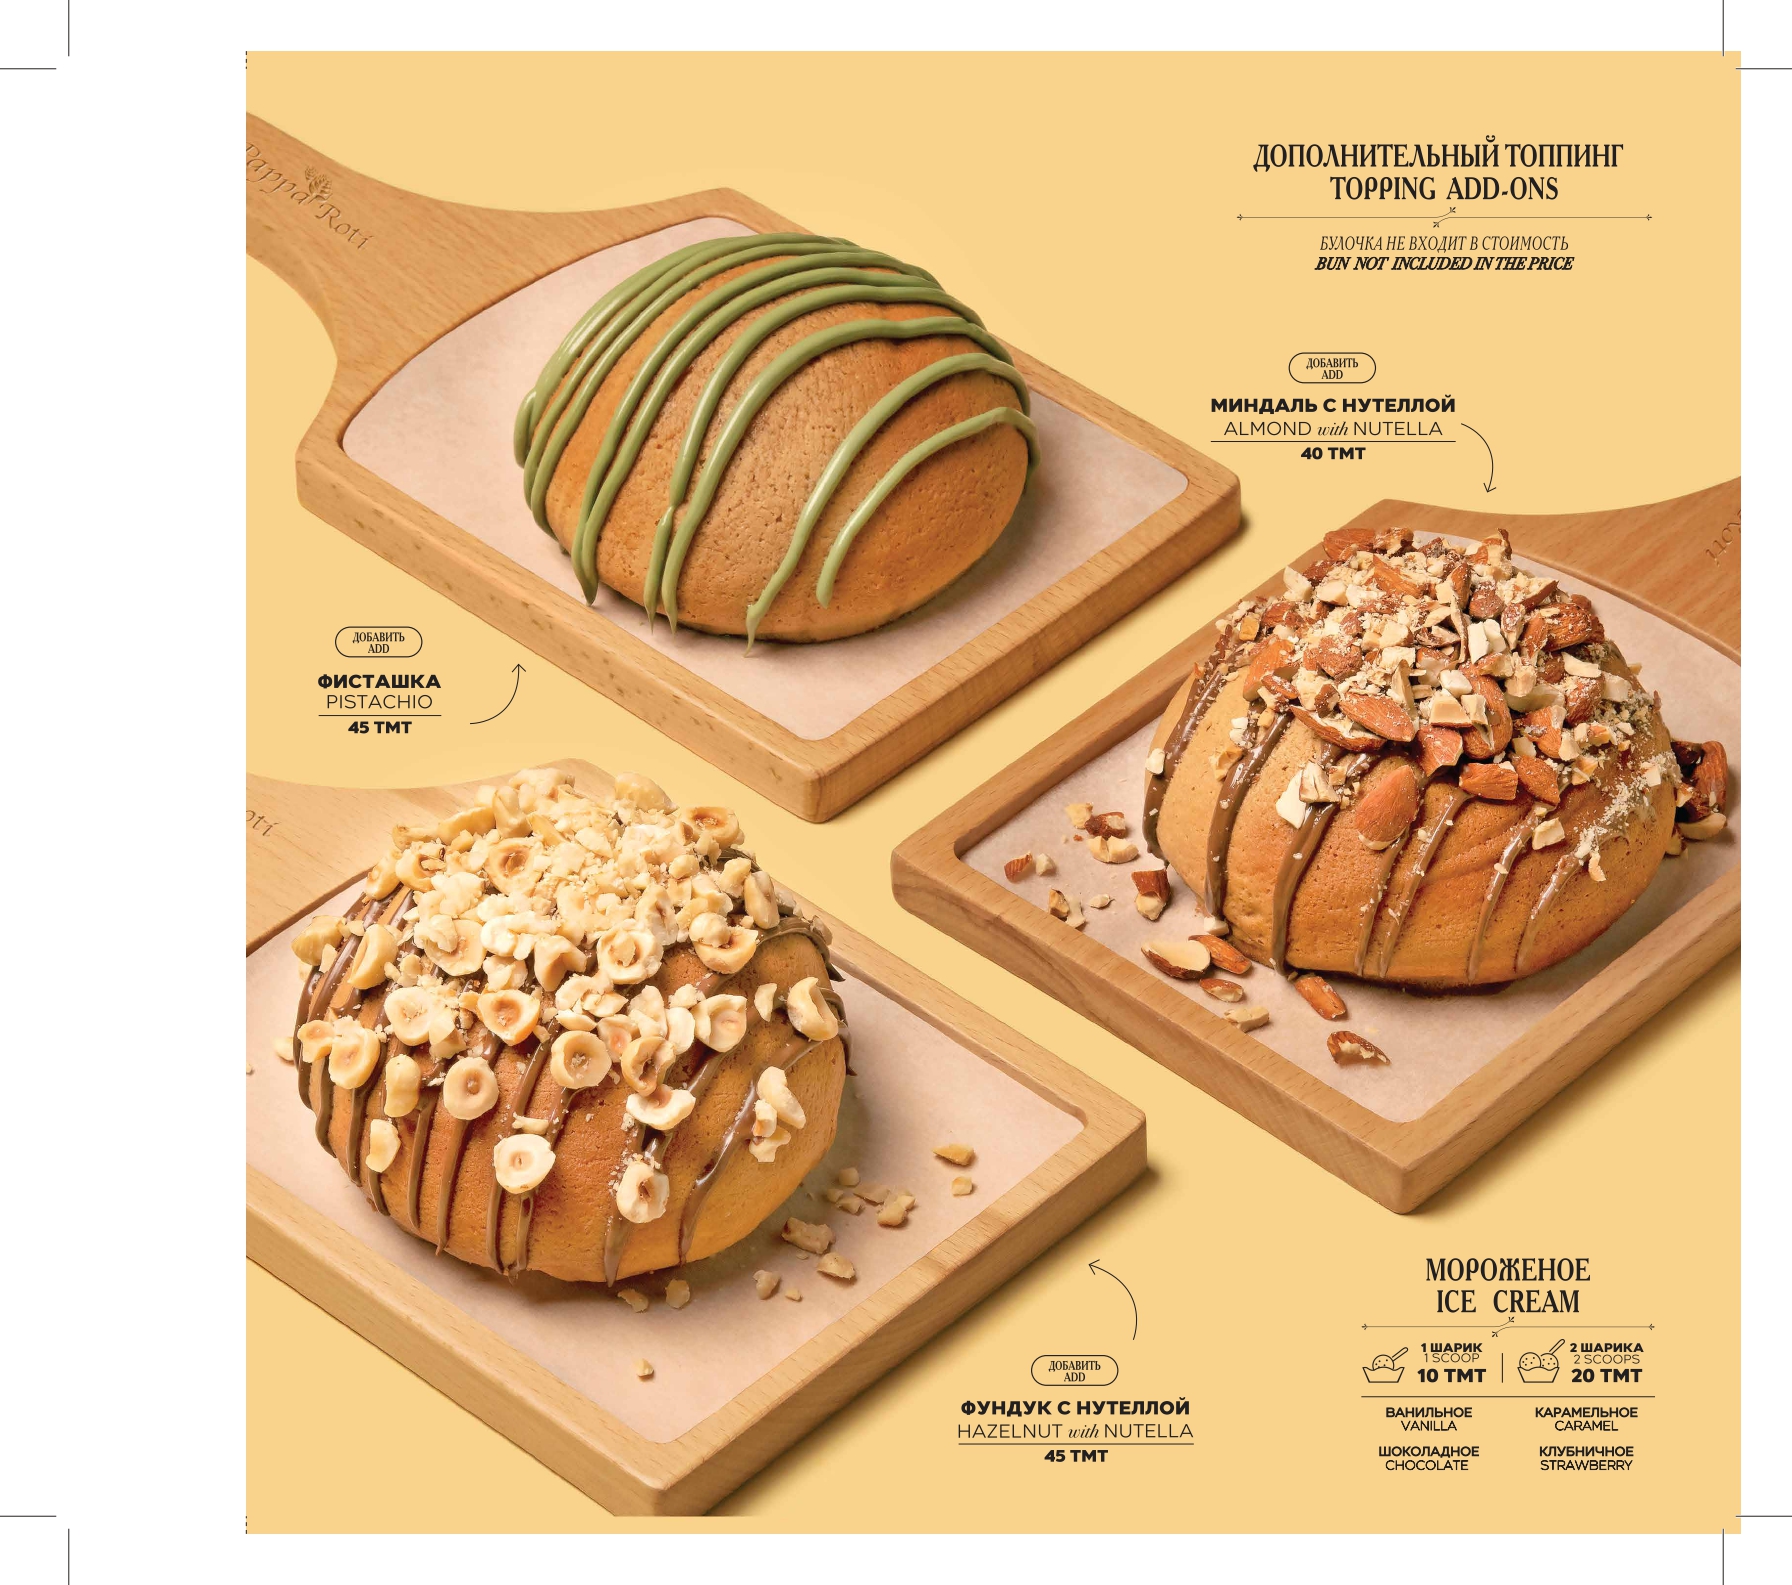 Pappa Roti
ДОПОЛНИТЕЛЬНЫЙ ТОППИНГ
TOPPING ADD-ONS
БУЛОЧКА НЕ ВХОДИТ В СТОИМОСТЬ
BUN NOT INCLUDED IN THE PRICE
ДОБАВИТЬ
ADD
МИНДАЛЬ С НУТЕЛЛОЙ
ALMOND with NUTELLA
40 TMT
ДОБАВИТЬ
ADD
ФИСТАШКА
PISTACHIO
45 TMT
ДОБАВИТЬ
ADD
ФУНДУК С НУТЕЛЛОЙ
HAZELNUT with NUTELLA
45 TMT
МОРОЖЕНОЕ
ICE CREAM
1 ШАРИК
1 SCOOP
10 TMT
2 ШАРИКА
2 SCOOPS
20 TMT
ВАНИЛЬНОЕ
VANILLA
КАРАМЕЛЬНОЕ
CARAMEL
ШОКОЛАДНОЕ
CHOCOLATE
КЛУБНИЧНОЕ
STRAWBERRY